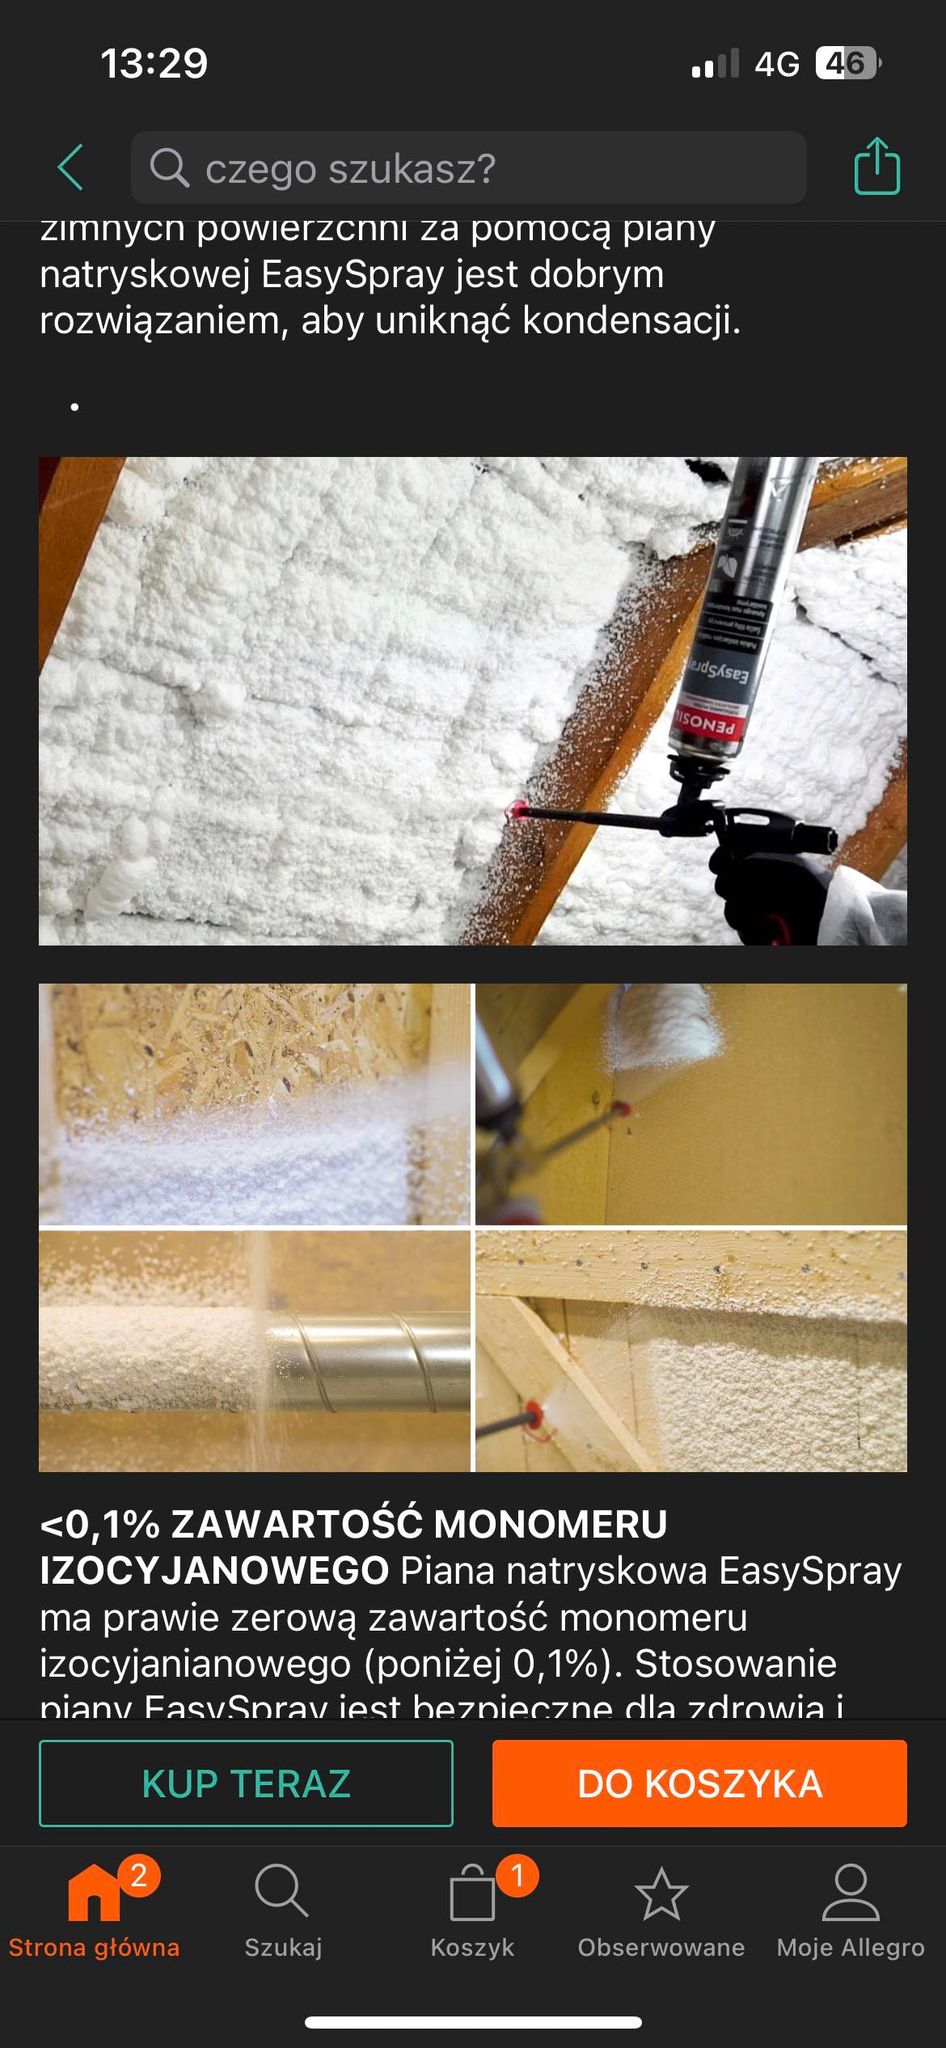 13:29
4G
46
czego szukasz?
zimnych powierzchni za pomocą piany
natryskowej EasySpray jest dobrym
rozwiązaniem, aby uniknąć kondensacji.
EasySpray
PENOSIL
<0,1% ZAWARTOŚĆ MONOMERU
IZOCYJANOWEGO Piana natryskowa EasySpray
ma prawie zerową zawartość monomeru
izocyjanianowego (poniżej 0,1%). Stosowanie
piany EasySpray jest bezpieczne dla zdrowia i
KUP TERAZ
DO KOSZYKA
2
1
Strona główna
Szukaj
Koszyk
Obserwowane
Moje Allegro